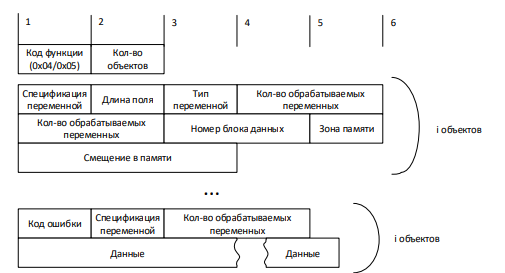 1 2 3 4 5 6
Код функции Кол-во
(0x04/0x05) объектов
Спецификация Длина поля Тип Кол-во обрабатываемых
переменной переменной переменных
Кол-во обрабатываемых Номер блока данных Зона памяти
переменных
i объектов
Смещение в памяти
...
Код ошибки Спецификация Кол-во обрабатываемых
переменной переменных
i объектов
Данные Данные